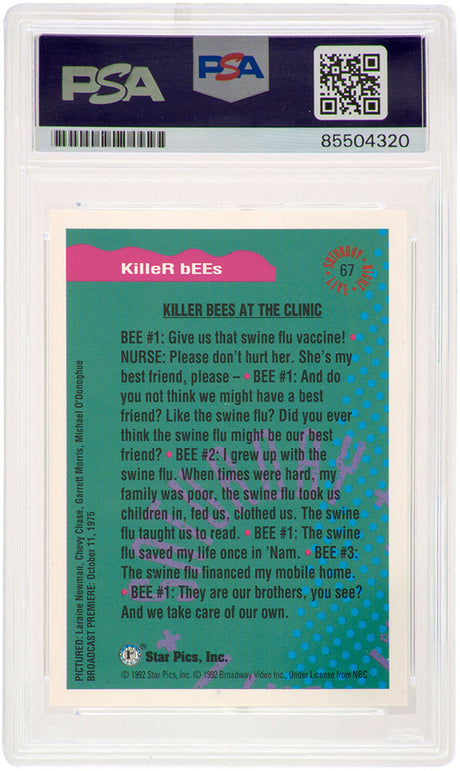 PSA
PSA
85504320
KilleR bEEs
SATURDAY NIGHT LIVE
67
KILLER BEES AT THE CLINIC
BEE #1: Give us that swine flu vaccine! •
NURSE: Please don't hurt her. She's my
best friend, please – • BEE #1: And do
you not think we might have a best
friend? Like the swine flu? Did you ever
think the swine flu might be our best
friend? • BEE #2: I grew up with the
swine flu. When times were hard, my
family was poor, the swine flu took us
children in, fed us, clothed us. The swine
flu taught us to read. • BEE #1: The swine
flu saved my life once in 'Nam. • BEE #3:
The swine flu financed my mobile home.
• BEE #1: They are our brothers, you see?
And we take care of our own.
PICTURED: Laraine Newman, Chevy Chase, Garrett Morris, Michael O'Donoghue
BROADCAST PREMIERE: October 11, 1975
® Star Pics, Inc.
© 1992 Star Pics, Inc. © 1992 Broadway Video Inc., Under License from NBC
PSA